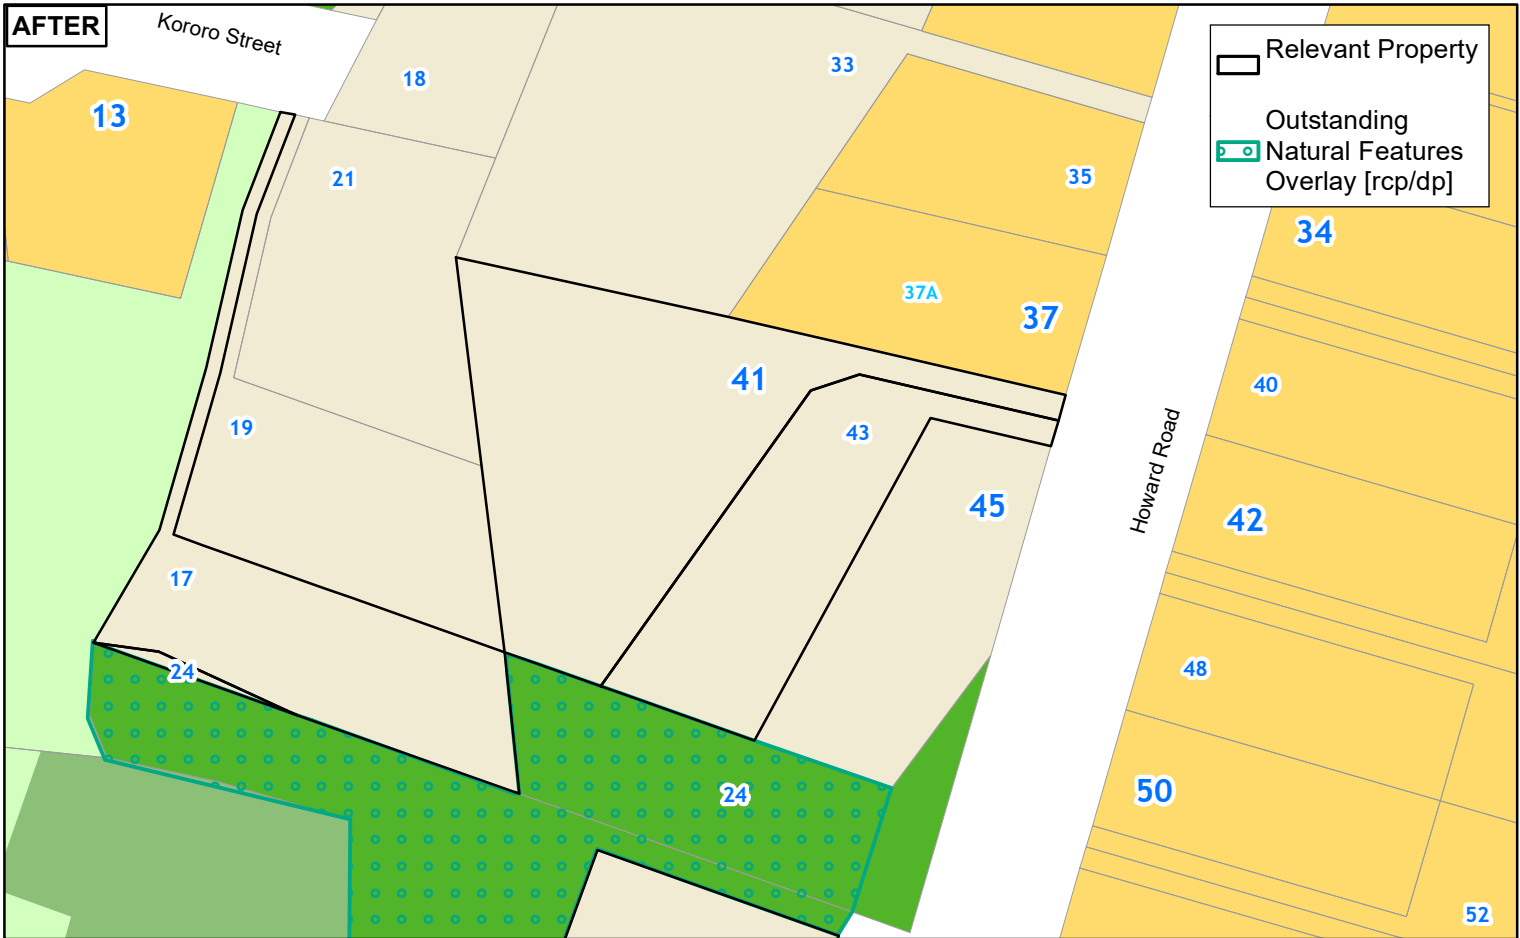 AFTER
Kororo Street
Relevant Property
Outstanding
Natural Features
Overlay [rcp/dp]
18
33
13
21
35
34
37A
37
41
40
19
43
45
Howard Road
42
17
24
48
24
50
52